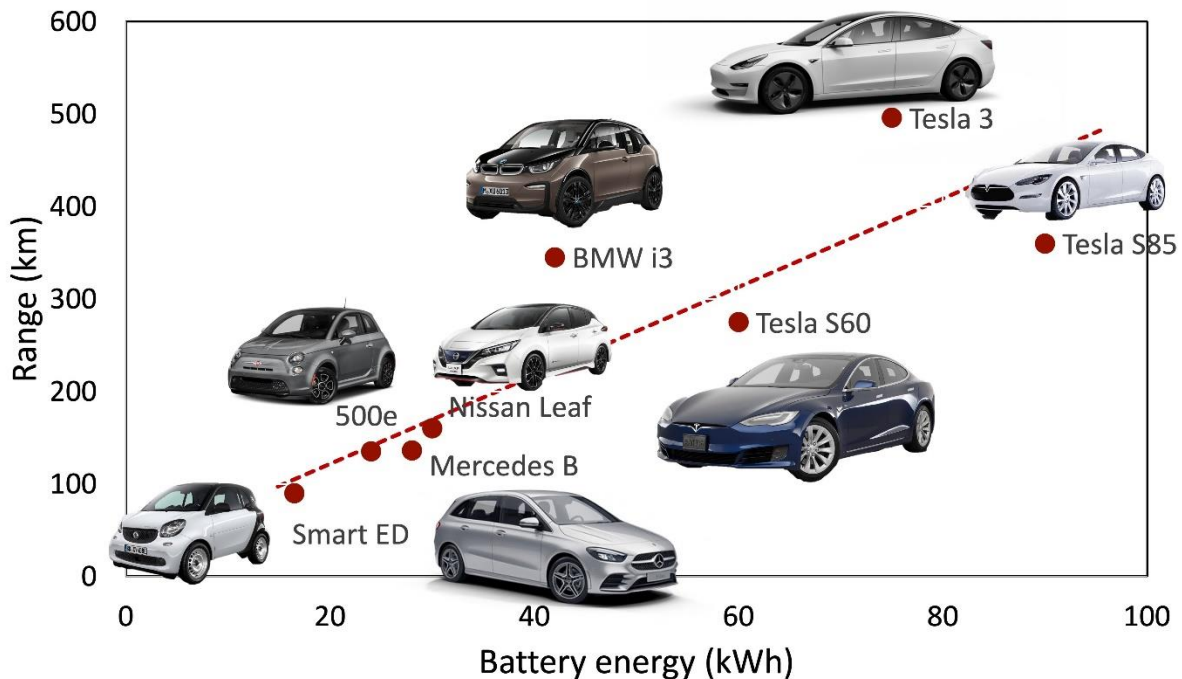 600
500
400
300
200
100
0
Range (km)
Tesla 3
BMW i3
Tesla S85
Tesla S60
500e
Nissan Leaf
Mercedes B
Smart ED
0 20 40 60 80 100
Battery energy (kWh)